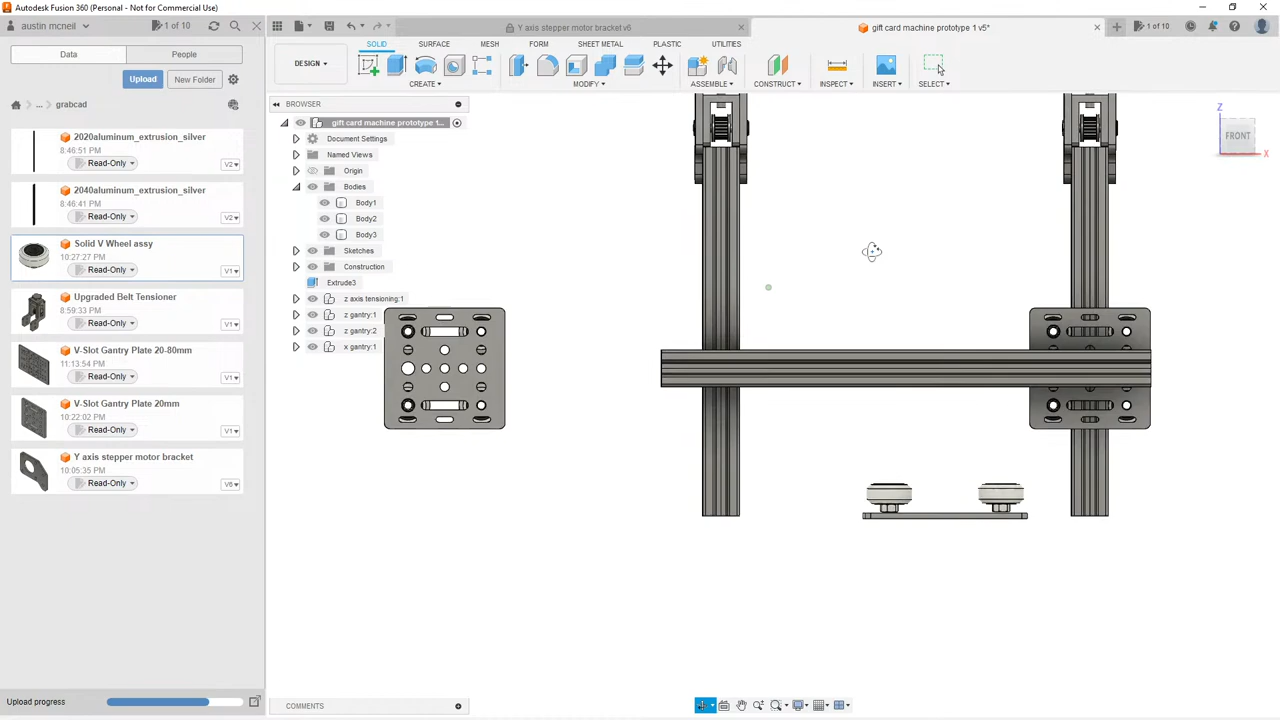 Autodesk Fusion 360 (Personal - Not for Commercial Use)
austin mcneil
1 of 10
Y axis stepper motor bracket v6
gift card machine prototype 1 v5*
1 of 10
Data
People
Upload
New Folder
... grabcad
2020aluminum_extrusion_silver
8:46:51 PM
Read-Only
V2
2040aluminum_extrusion_silver
8:46:41 PM
Read-Only
V2
Solid V Wheel assy
10:27:27 PM
Read-Only
V1
Upgraded Belt Tensioner
8:59:33 PM
Read-Only
V1
V-Slot Gantry Plate 20-80mm
11:13:54 PM
Read-Only
V1
V-Slot Gantry Plate 20mm
10:22:02 PM
Read-Only
V1
Y axis stepper motor bracket
10:05:35 PM
Read-Only
V6
Upload progress
DESIGN
SOLID
SURFACE
MESH
FORM
SHEET METAL
PLASTIC
UTILITIES
CREATE
MODIFY
ASSEMBLE
CONSTRUCT
INSPECT
INSERT
SELECT
BROWSER
gift card machine prototype 1...
Document Settings
Named Views
Origin
Bodies
Body1
Body2
Body3
Sketches
Construction
Extrude3
z axis tensioning:1
z gantry:1
z gantry:2
x gantry:1
Z
FRONT
X
COMMENTS